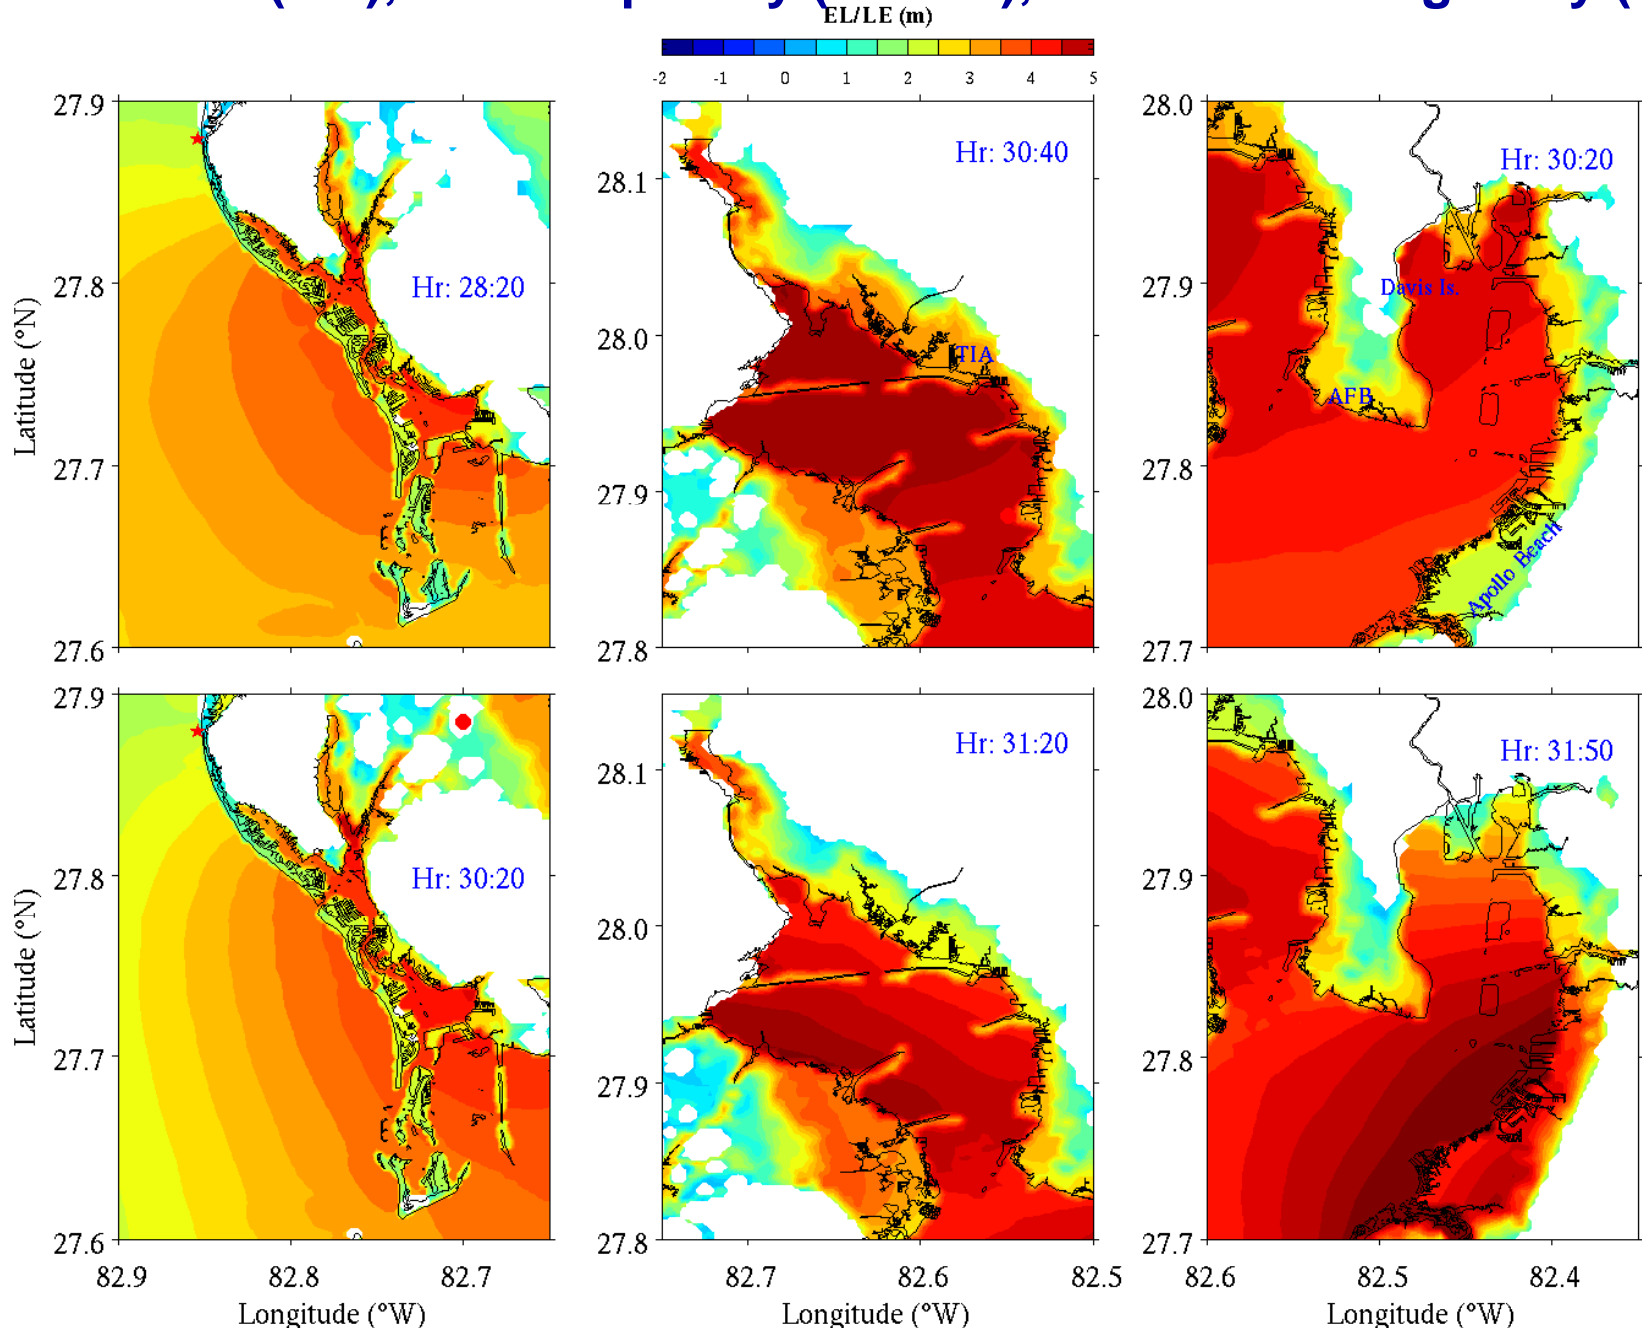 EL/LE (m)
-2 -1 0 1 2 3 4 5
27.9
27.8
27.7
27.6
Latitude (°N)
Hr: 28:20
28.1
28.0
27.9
27.8
Hr: 30:40
TIA
28.0
27.9
27.8
27.7
Hr: 30:20
Davis Is.
AFB
Apollo Beach
27.9
27.8
27.7
27.6
Latitude (°N)
Hr: 30:20
82.9 82.8 82.7
Longitude (°W)
28.1
28.0
27.9
27.8
Hr: 31:20
82.7 82.6 82.5
Longitude (°W)
28.0
27.9
27.8
27.7
Hr: 31:50
82.6 82.5 82.4
Longitude (°W)